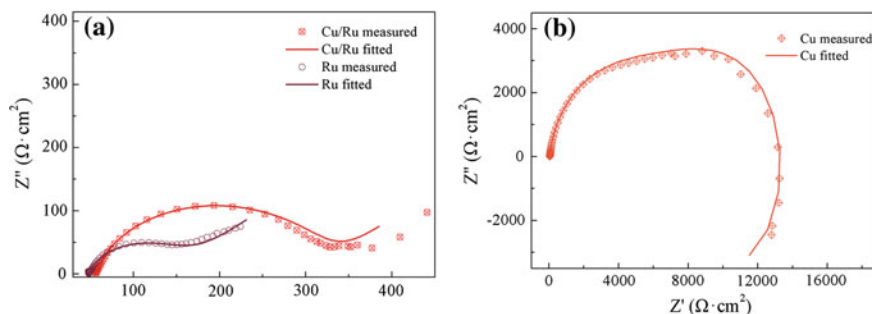 (a)
Cu/Ru measured
Cu/Ru fitted
Ru measured
Ru fitted
400
300
200
100
0
Z'' (Ω·cm²)
100 200 300 400
(b)
Cu measured
Cu fitted
4000
2000
0
-2000
Z'' (Ω·cm²)
0 4000 8000 12000 16000
Z' (Ω·cm²)